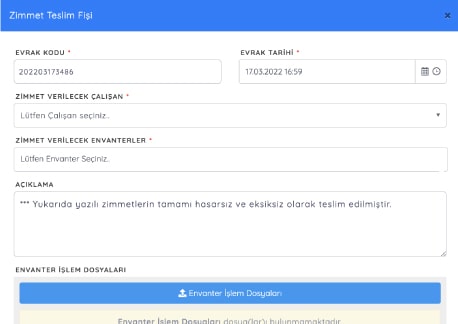 Zimmet Teslim Fişi ×
EVRAK KODU * EVRAK TARİHİ *
202203173486 17.03.2022 16:59
ZİMMET VERİLECEK ÇALIŞAN *
Lütfen Çalışan seçiniz..
ZİMMET VERİLECEK ENVANTERLER *
Lütfen Envanter Seçiniz.
AÇIKLAMA
*** Yukarıda yazılı zimmetlerin tamamı hasarsız ve eksiksiz olarak teslim edilmiştir.
ENVANTER İŞLEM DOSYALARI
Envanter İşlem Dosyaları
Envanter İşlem Dosyaları dosya(lar)ı bulunmamaktadır.